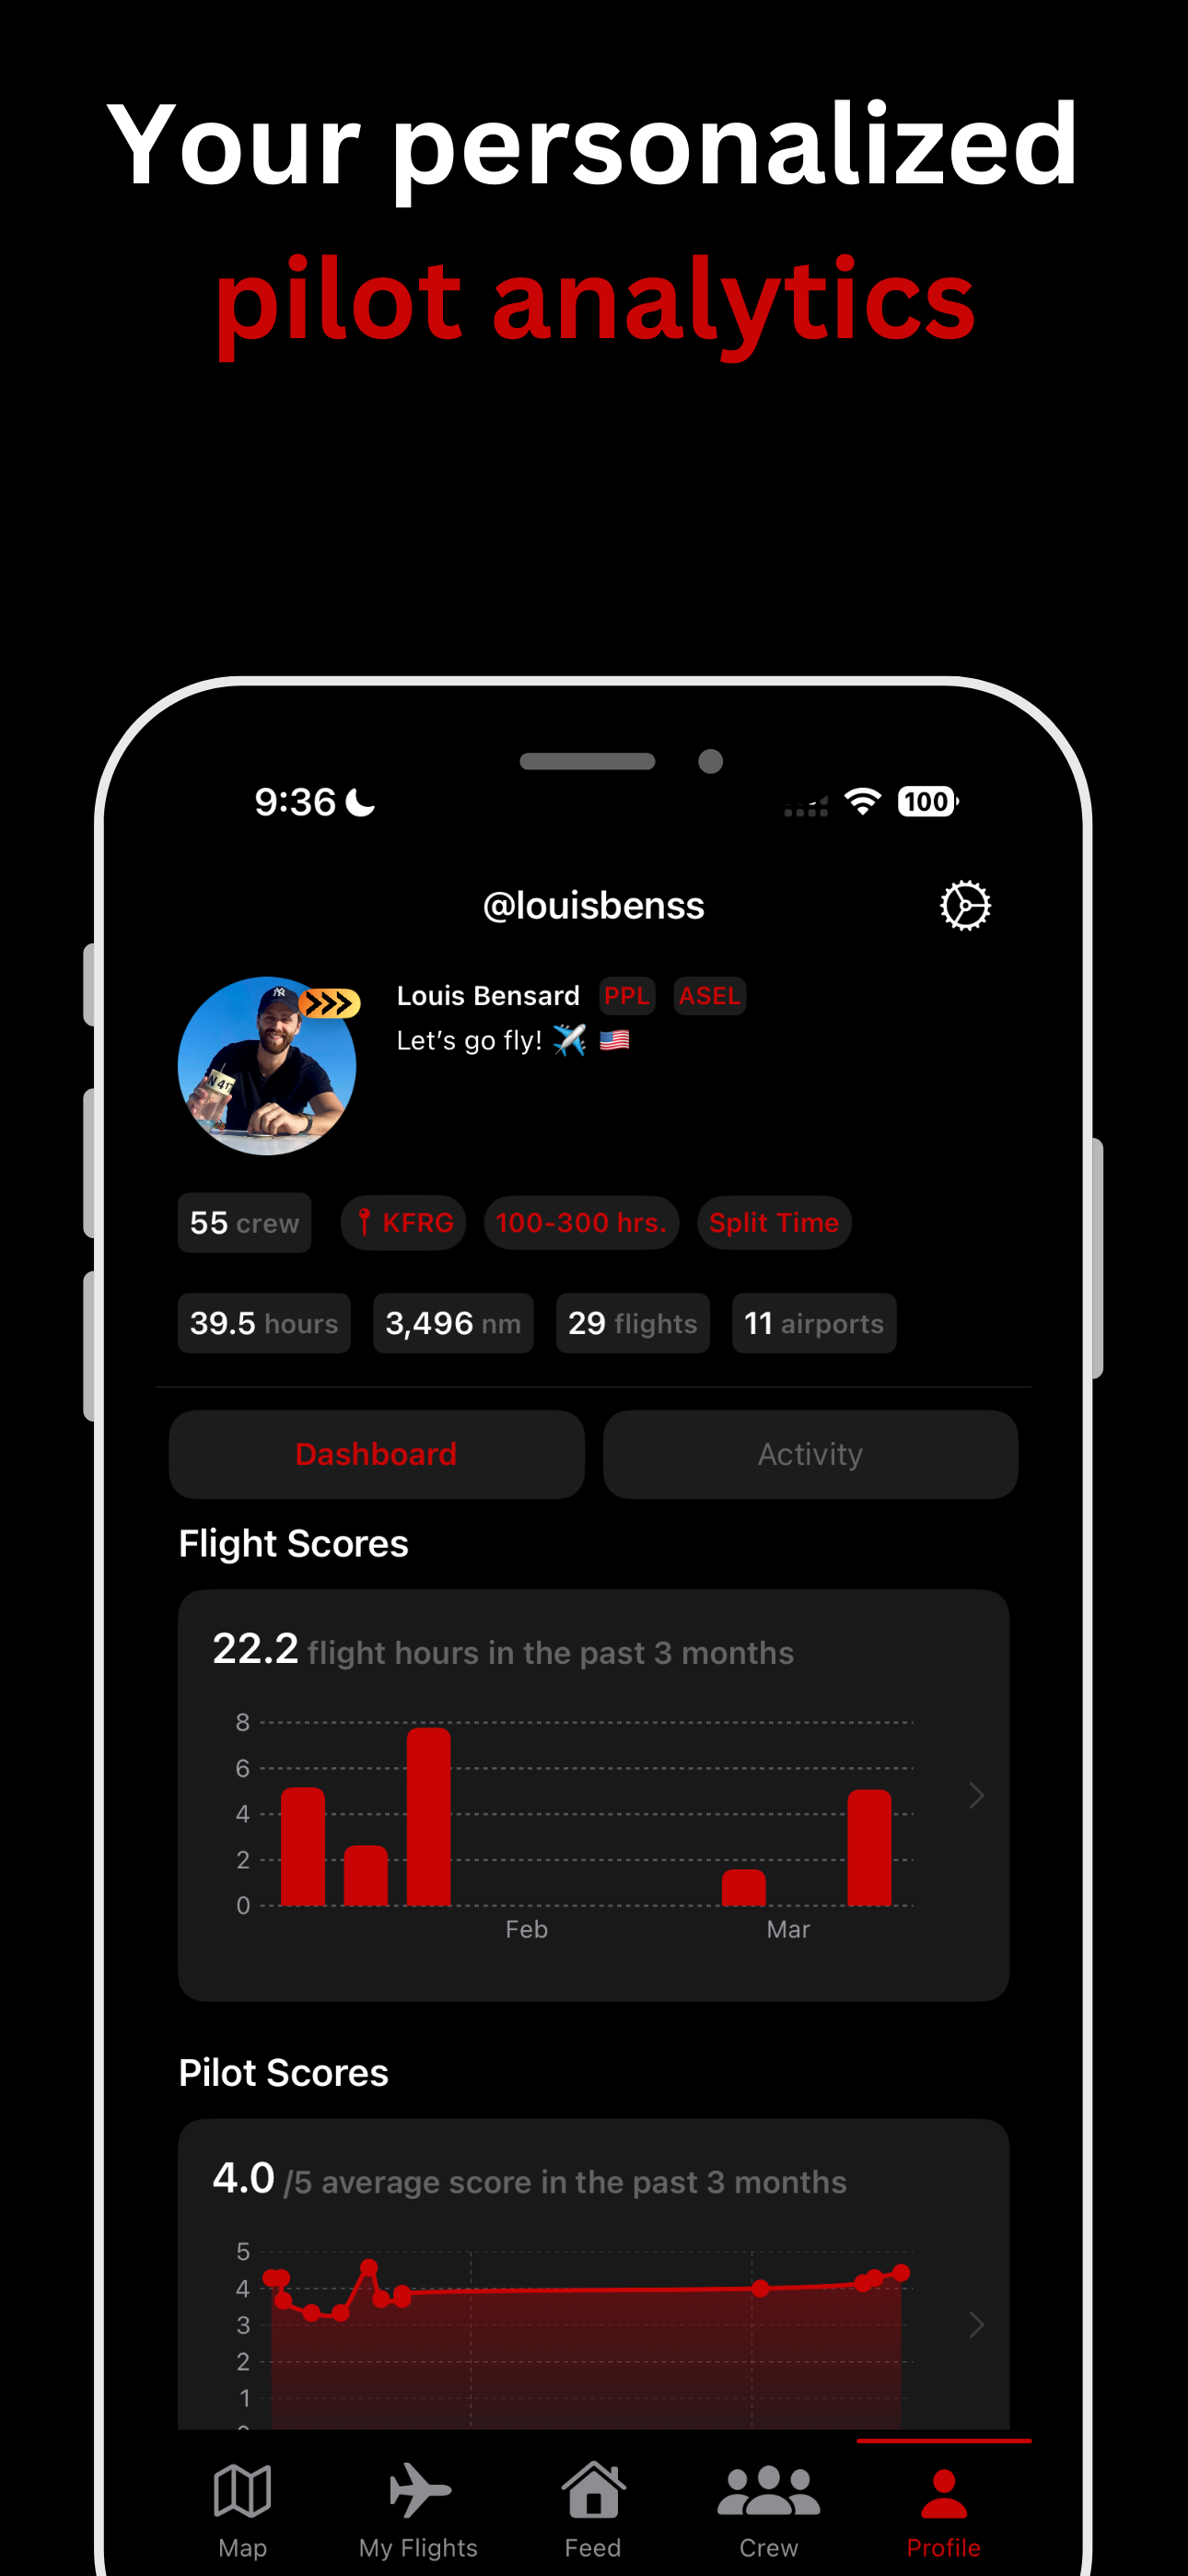 Your personalized
pilot analytics
9:36
100
@louisbenss
Louis Bensard PPL ASEL
Let’s go fly! ✈️ 🇺🇸
N 417
55 crew KFRG 100-300 hrs. Split Time
39.5 hours 3,496 nm 29 flights 11 airports
Dashboard Activity
Flight Scores
22.2 flight hours in the past 3 months
8
6
4
2
0
Feb Mar
Pilot Scores
4.0 /5 average score in the past 3 months
5
4
3
2
1
Map My Flights Feed Crew Profile